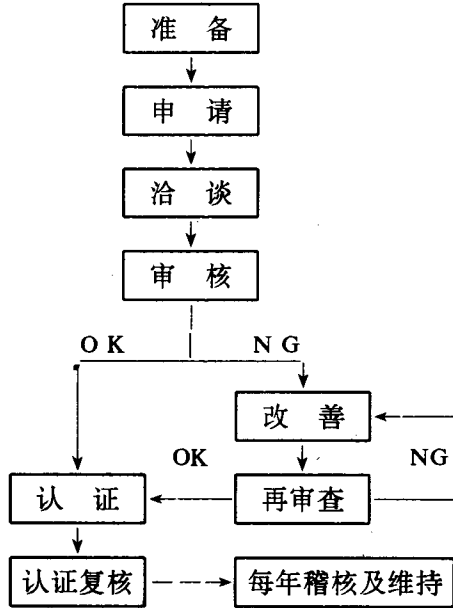 准 备
申 请
洽 谈
审 核
O K N G
改 善
OK NG
认 证 再审查
认证复核 每年稽核及维持